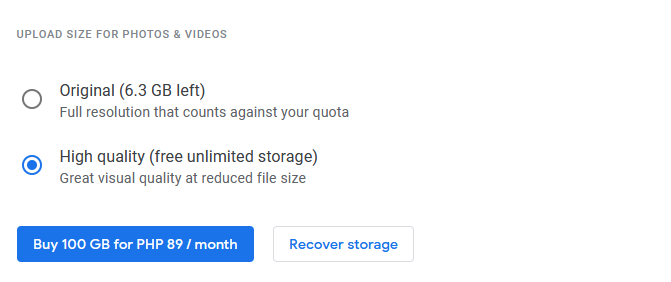 UPLOAD SIZE FOR PHOTOS & VIDEOS
Original (6.3 GB left)
Full resolution that counts against your quota
High quality (free unlimited storage)
Great visual quality at reduced file size
Buy 100 GB for PHP 89 / month
Recover storage